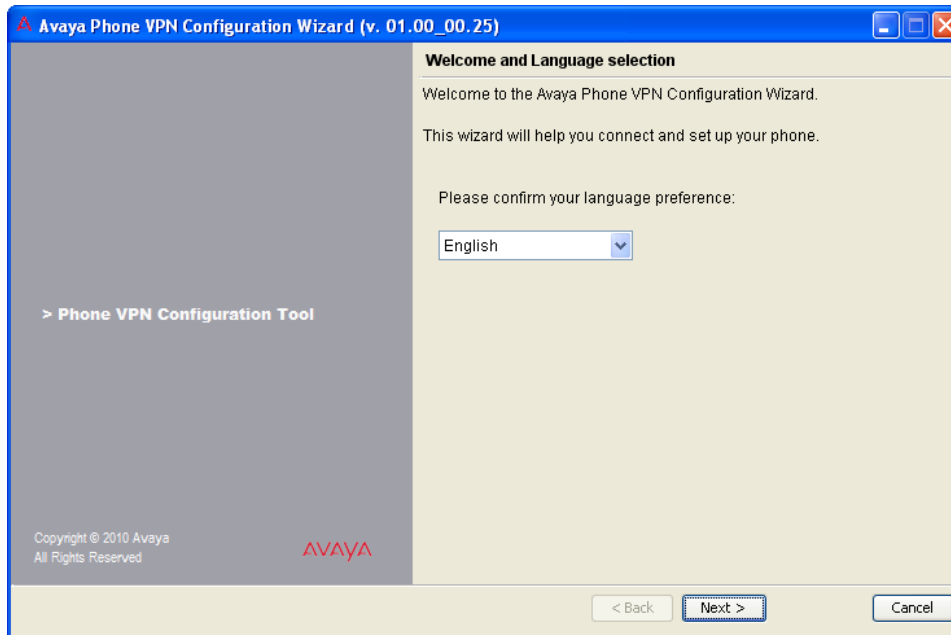 Avaya Phone VPN Configuration Wizard (v. 01.00_00.25)
Welcome and Language selection
Welcome to the Avaya Phone VPN Configuration Wizard.
This wizard will help you connect and set up your phone.
Please confirm your language preference:
English
> Phone VPN Configuration Tool
Copyright © 2010 Avaya
All Rights Reserved
AVAYA
< Back
Next >
Cancel